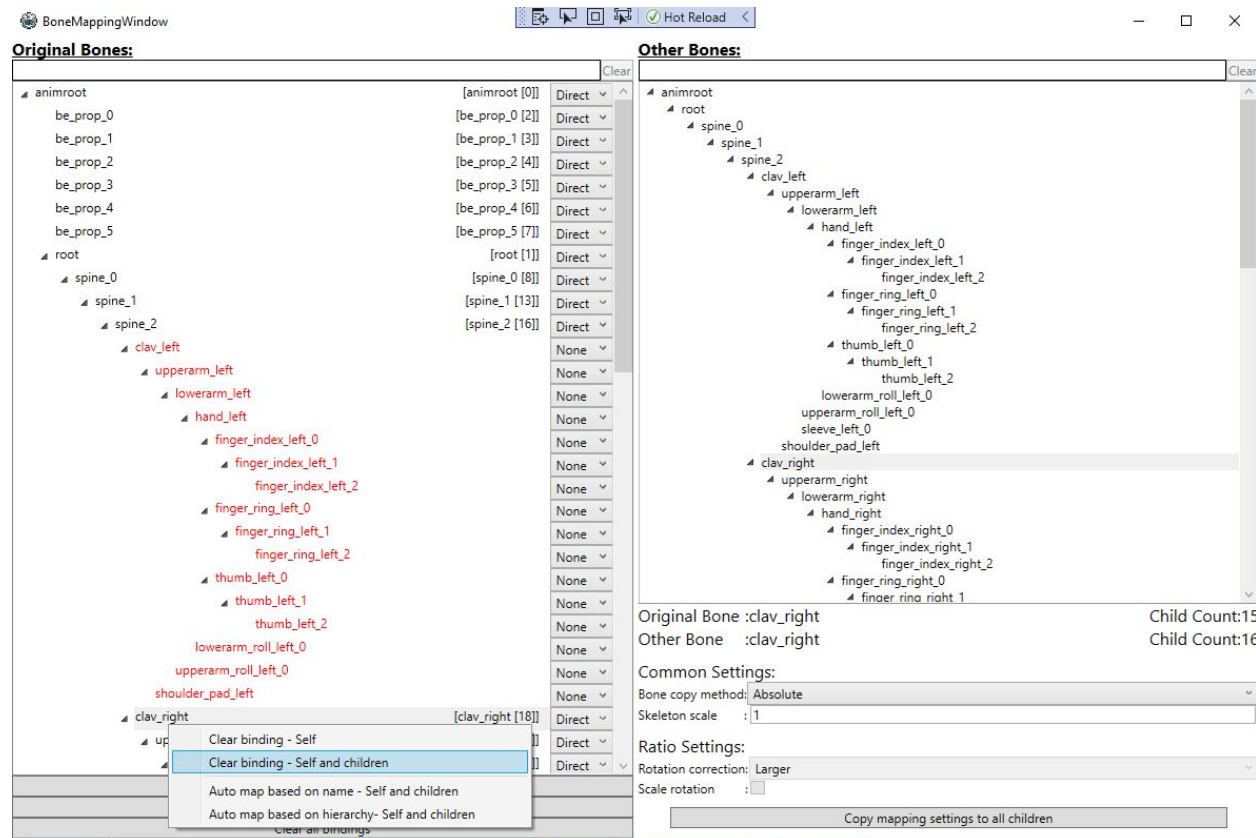 BoneMappingWindow
Hot Reload
Original Bones:
Clear
animroot [animroot [0]] Direct
be_prop_0 [be_prop_0 [2]] Direct
be_prop_1 [be_prop_1 [3]] Direct
be_prop_2 [be_prop_2 [4]] Direct
be_prop_3 [be_prop_3 [5]] Direct
be_prop_4 [be_prop_4 [6]] Direct
be_prop_5 [be_prop_5 [7]] Direct
root [root [1]] Direct
spine_0 [spine_0 [8]] Direct
spine_1 [spine_1 [13]] Direct
spine_2 [spine_2 [16]] Direct
clav_left None
upperarm_left None
lowerarm_left None
hand_left None
finger_index_left_0 None
finger_index_left_1 None
finger_index_left_2 None
finger_ring_left_0 None
finger_ring_left_1 None
finger_ring_left_2 None
thumb_left_0 None
thumb_left_1 None
thumb_left_2 None
lowerarm_roll_left_0 None
upperarm_roll_left_0 None
shoulder_pad_left None
clav_right [clav_right [18]] Direct
up ]] Direct
]] Direct
Clear binding - Self
Clear binding - Self and children
Auto map based on name - Self and children
Auto map based on hierarchy- Self and children
Clear all bindings
Other Bones:
Clear
animroot
root
spine_0
spine_1
spine_2
clav_left
upperarm_left
lowerarm_left
hand_left
finger_index_left_0
finger_index_left_1
finger_index_left_2
finger_ring_left_0
finger_ring_left_1
finger_ring_left_2
thumb_left_0
thumb_left_1
thumb_left_2
lowerarm_roll_left_0
upperarm_roll_left_0
sleeve_left_0
shoulder_pad_left
clav_right
upperarm_right
lowerarm_right
hand_right
finger_index_right_0
finger_index_right_1
finger_index_right_2
finger_ring_right_0
finger_ring_right_1
Original Bone :clav_right Child Count:15
Other Bone :clav_right Child Count:16
Common Settings:
Bone copy method: Absolute
Skeleton scale : 1
Ratio Settings:
Rotation correction: Larger
Scale rotation :
Copy mapping settings to all children